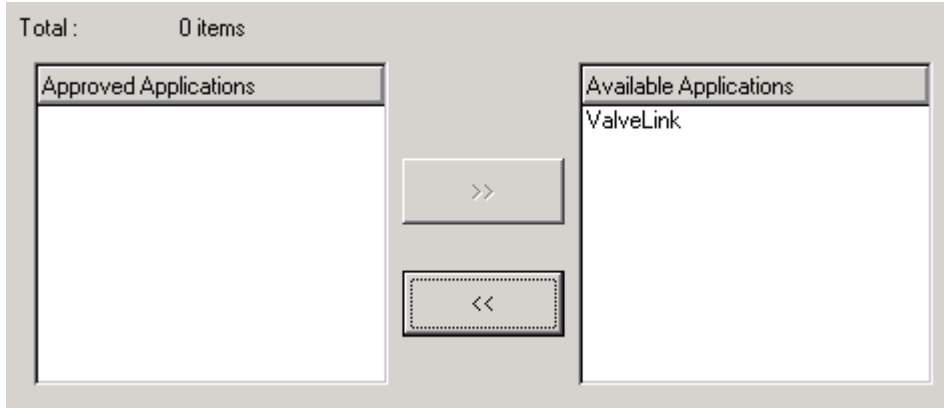 Total : 0 items
Approved Applications
Available Applications
ValveLink
>>
<<